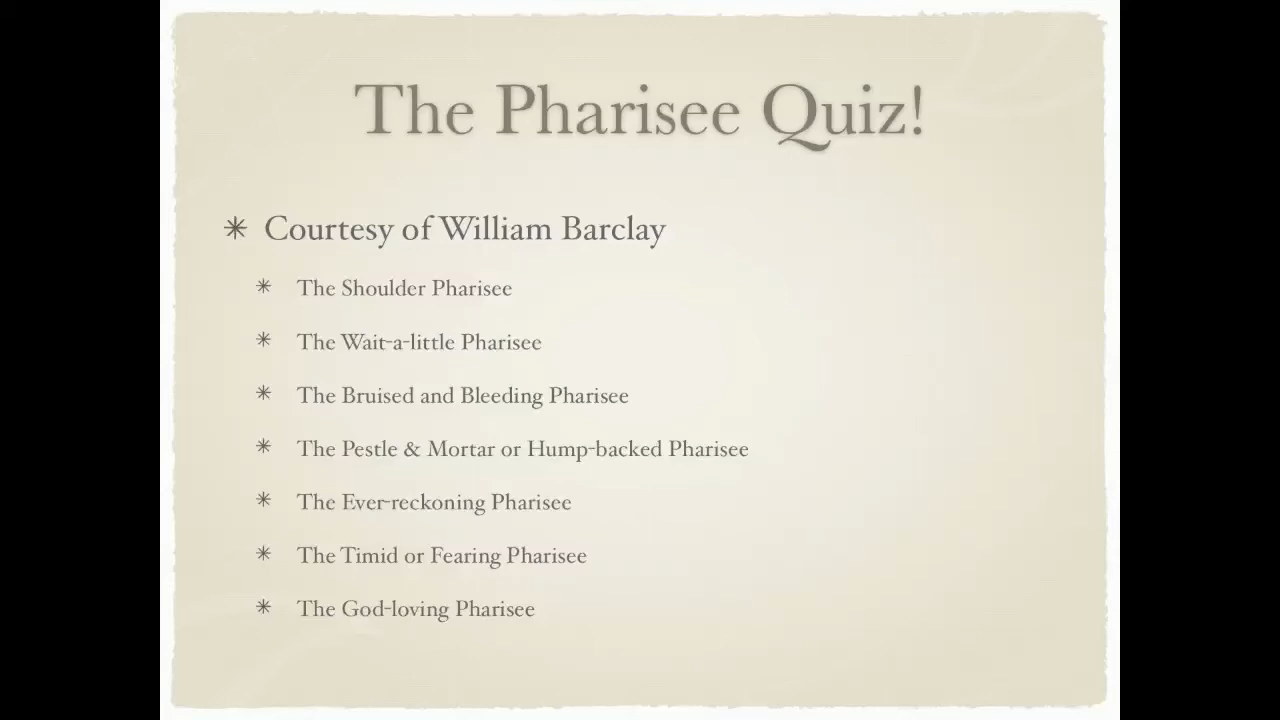 The Pharisee Quiz!
Courtesy of William Barclay
The Shoulder Pharisee
The Wait-a-little Pharisee
The Bruised and Bleeding Pharisee
The Pestle & Mortar or Hump-backed Pharisee
The Ever-reckoning Pharisee
The Timid or Fearing Pharisee
The God-loving Pharisee